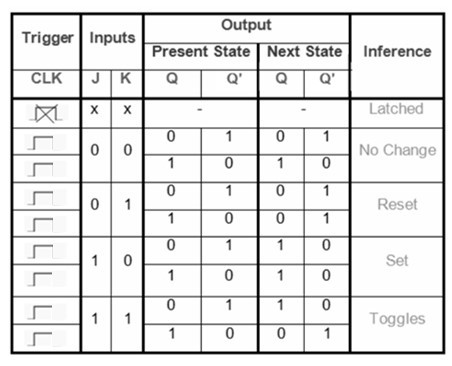 Trigger Inputs Output Inference
Present State Next State
CLK J K Q Q' Q Q'
x x - - Latched
0 0 0 1 0 1 No Change
1 0 1 0
0 1 0 1 0 1 Reset
1 0 0 1
1 0 0 1 1 0 Set
1 0 1 0
1 1 0 1 1 0 Toggles
1 0 0 1